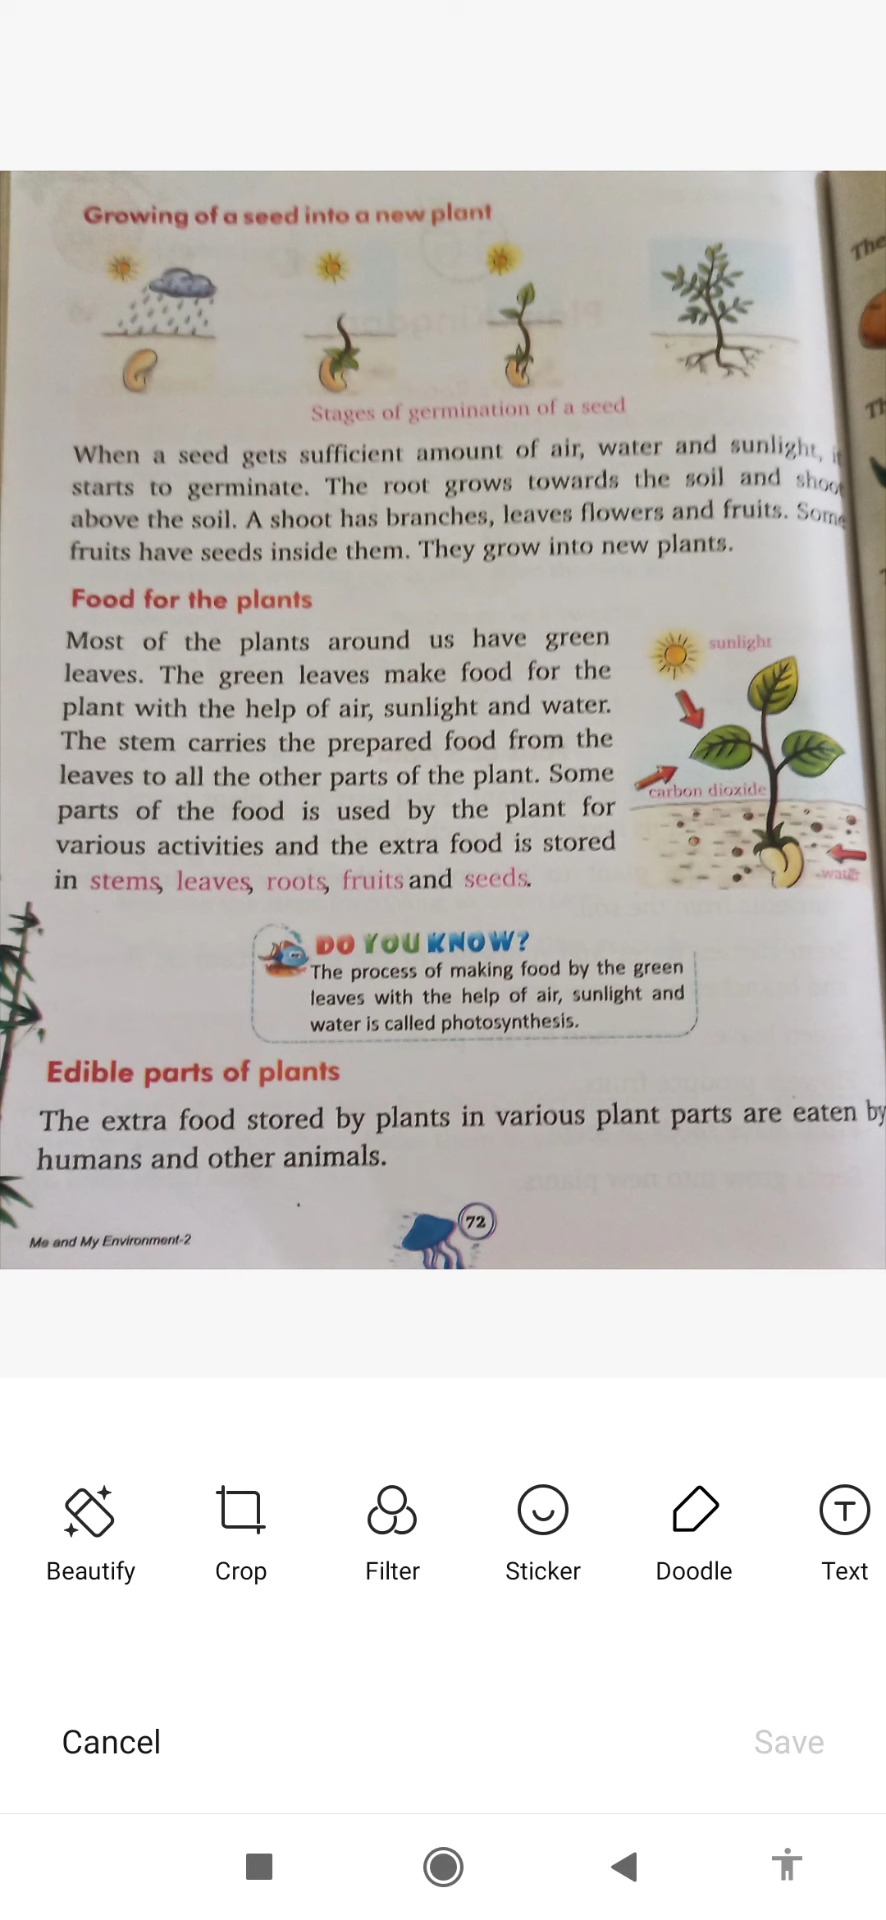 Growing of a seed into a new plant
Stages of germination of a seed
When a seed gets sufficient amount of air, water and sunlight,
starts to germinate. The root grows towards the soil and shoot
above the soil. A shoot has branches, leaves flowers and fruits. Some
fruits have seeds inside them. They grow into new plants.
Food for the plants
Most of the plants around us have green
leaves. The green leaves make food for the
plant with the help of air, sunlight and water.
The stem carries the prepared food from the
leaves to all the other parts of the plant. Some
parts of the food is used by the plant for
various activities and the extra food is stored
in stems, leaves, roots, fruits and seeds.
sunlight
carbon dioxide
water
DO YOU KNOW?
The process of making food by the green
leaves with the help of air, sunlight and
water is called photosynthesis.
Edible parts of plants
The extra food stored by plants in various plant parts are eaten by
humans and other animals.
72
Me and My Environment-2
The
Beautify Crop Filter Sticker Doodle Text
Cancel Save